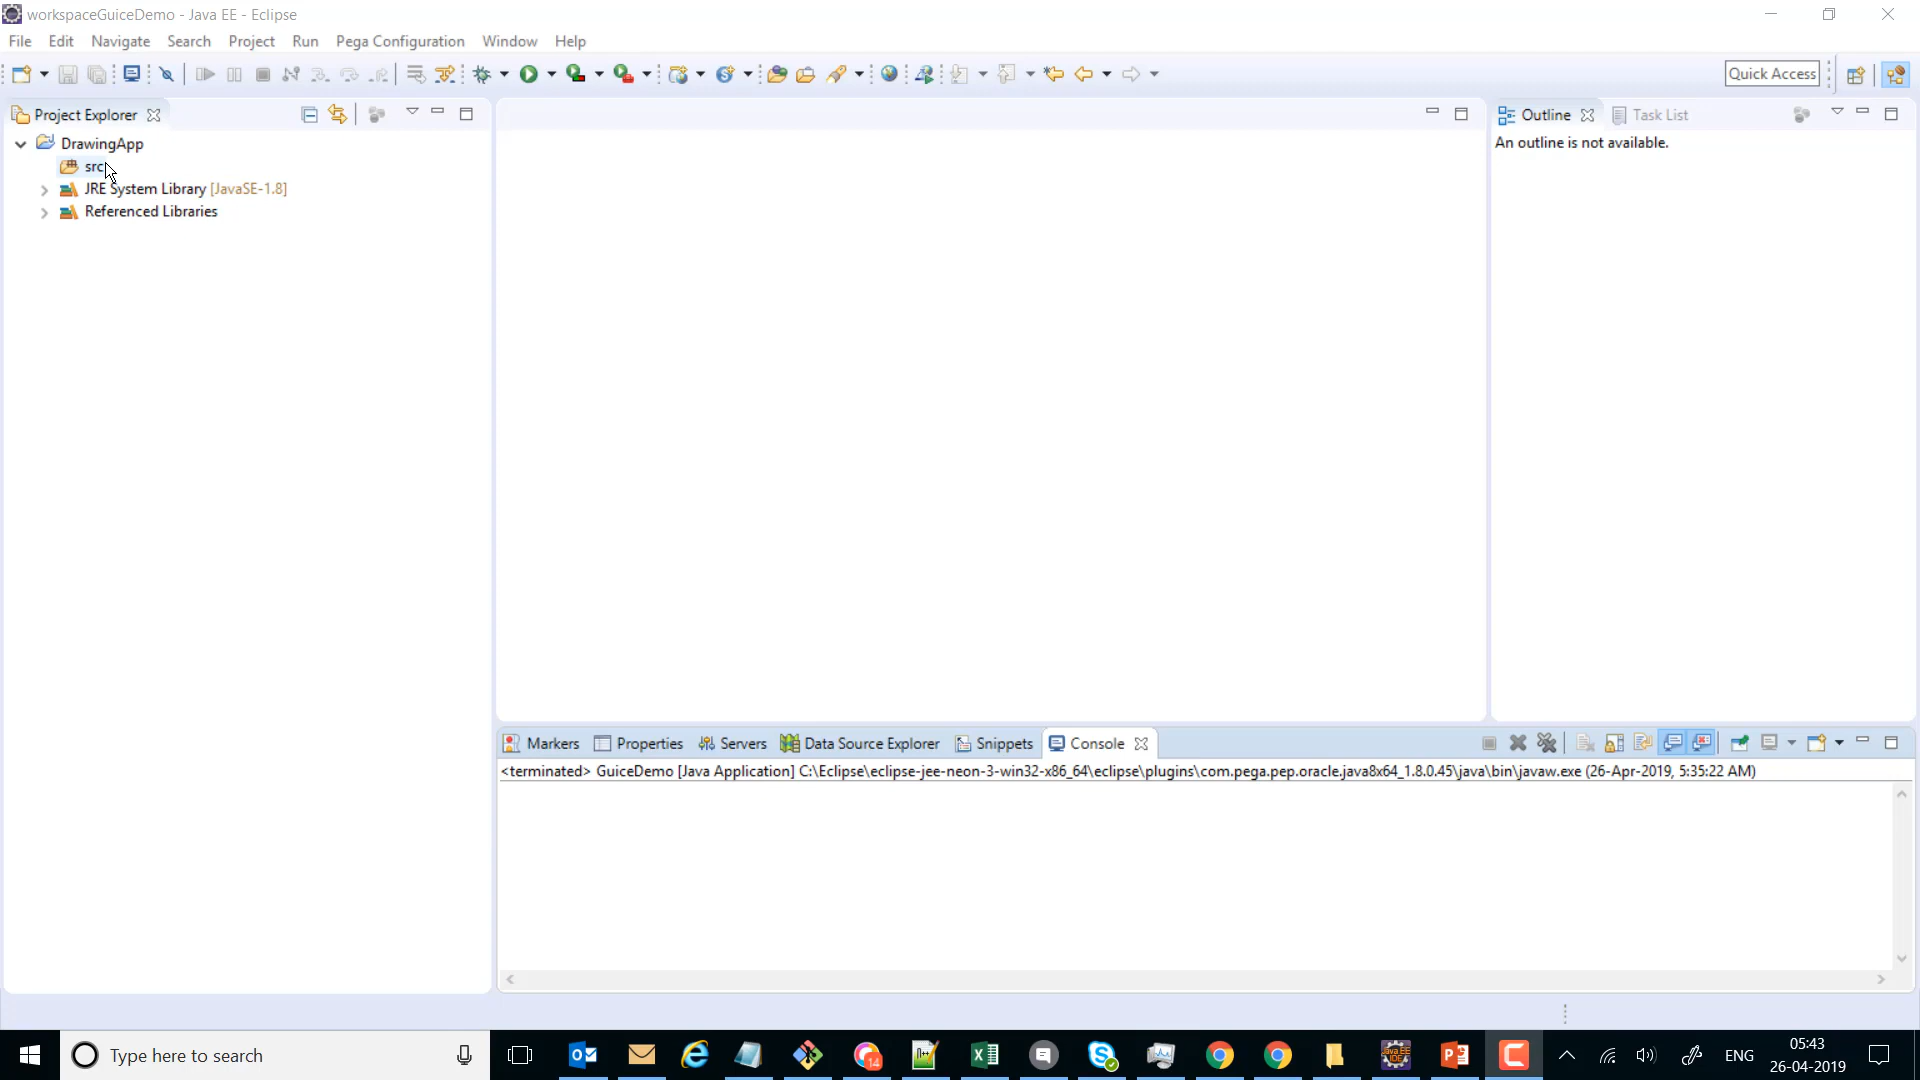 workspaceGuiceDemo - Java EE - Eclipse
File Edit Navigate Search Project Run Pega Configuration Window Help
Quick Access
Project Explorer
Outline
Task List
DrawingApp
An outline is not available.
src
JRE System Library [JavaSE-1.8]
Referenced Libraries
Markers Properties Servers Data Source Explorer Snippets Console
<terminated> GuiceDemo [Java Application] C:\Eclipse\eclipse-jee-neon-3-win32-x86_64\eclipse\plugins\com.pega.pep.oracle.java8x64_1.8.0.45\java\bin\javaw.exe (26-Apr-2019, 5:35:22 AM)
Type here to search
14
Java EE
IDE
ENG
05:43
26-04-2019